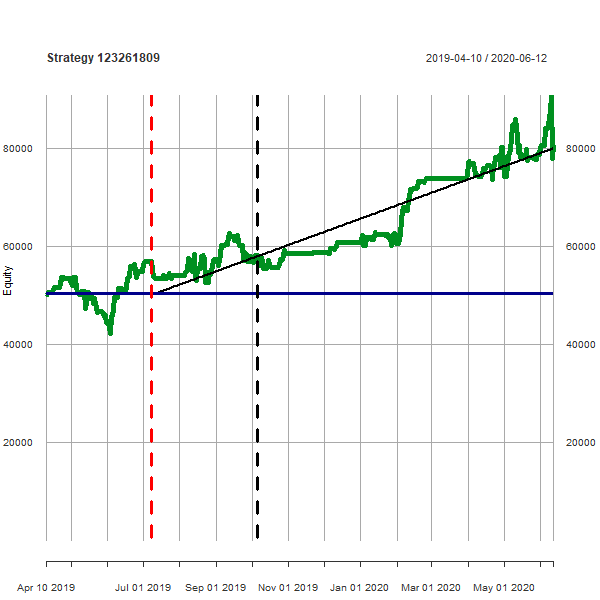 Strategy 123261809
2019-04-10 / 2020-06-12
80000
80000
60000
60000
Equity
40000
40000
20000
20000
Apr 10 2019
Jul 01 2019
Sep 01 2019
Nov 01 2019
Jan 01 2020
Mar 01 2020
May 01 2020